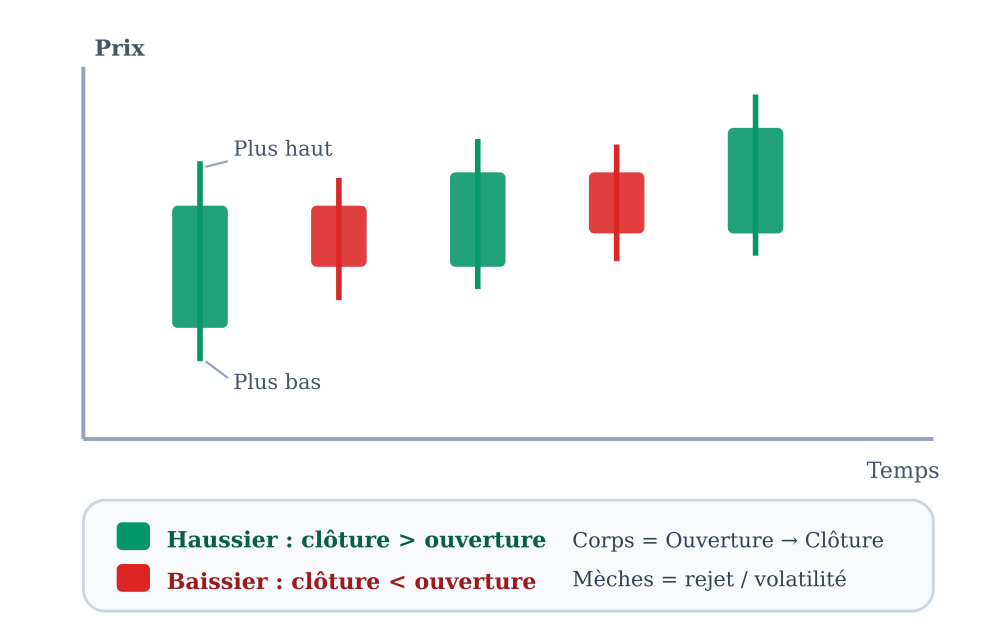 Prix
Plus haut
Plus bas
Temps
Haussier : clôture > ouverture
Corps = Ouverture → Clôture
Baissier : clôture < ouverture
Mèches = rejet / volatilité